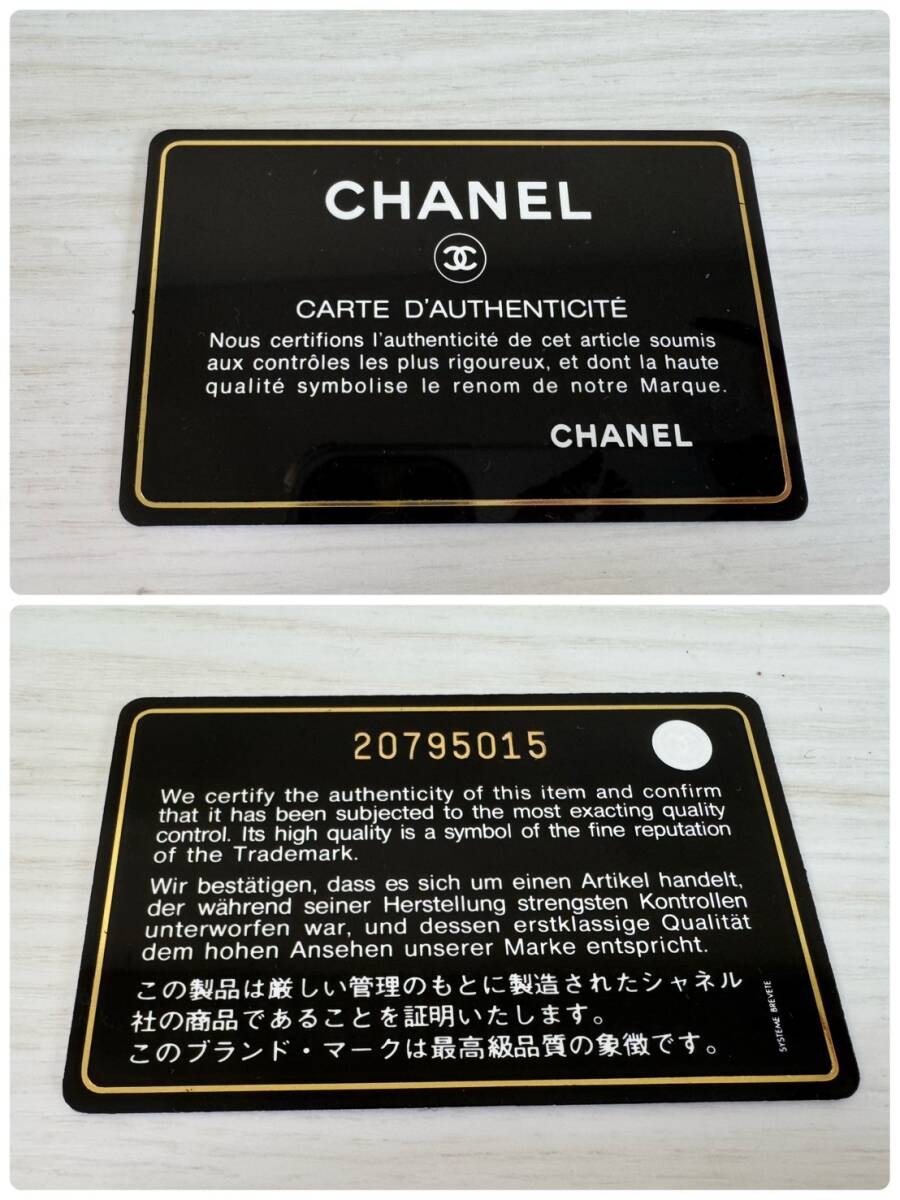 CHANEL
CARTE D'AUTHENTICITÉ
Nous certifions l'authenticité de cet article soumis
aux contrôles les plus rigoureux, et dont la haute
qualité symbolise le renom de notre Marque.
CHANEL
20795015
We certify the authenticity of this item and confirm
that it has been subjected to the most exacting quality
control. Its high quality is a symbol of the fine reputation
of the Trademark.
Wir bestätigen, dass es sich um einen Artikel handelt,
der während seiner Herstellung strengsten Kontrollen
unterworfen war, und dessen erstklassige Qualität
dem hohen Ansehen unserer Marke entspricht.
この製品は厳しい管理のもとに製造されたシャネル
社の商品であることを証明いたします。
このブランド・マークは最高級品質の象徴です。
SYSTEME BREVETE